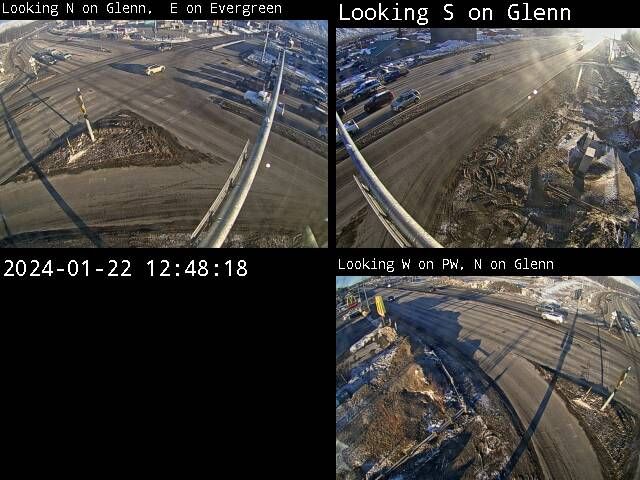 Looking N on Glenn,  E on Evergreen
Looking S on Glenn
2024-01-22 12:48:18
Looking W on PW, N on Glenn